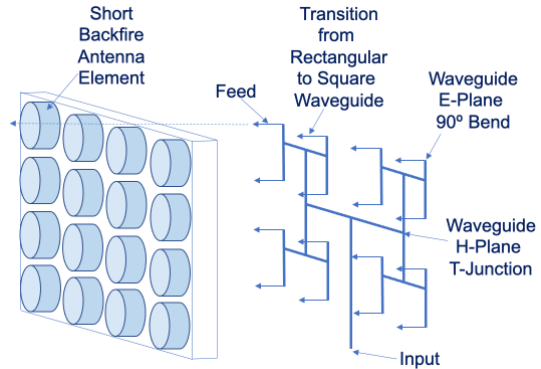 Short
Backfire
Antenna
Element
Feed
Transition
from
Rectangular
to Square
Waveguide
Waveguide
E-Plane
90º Bend
Waveguide
H-Plane
T-Junction
Input